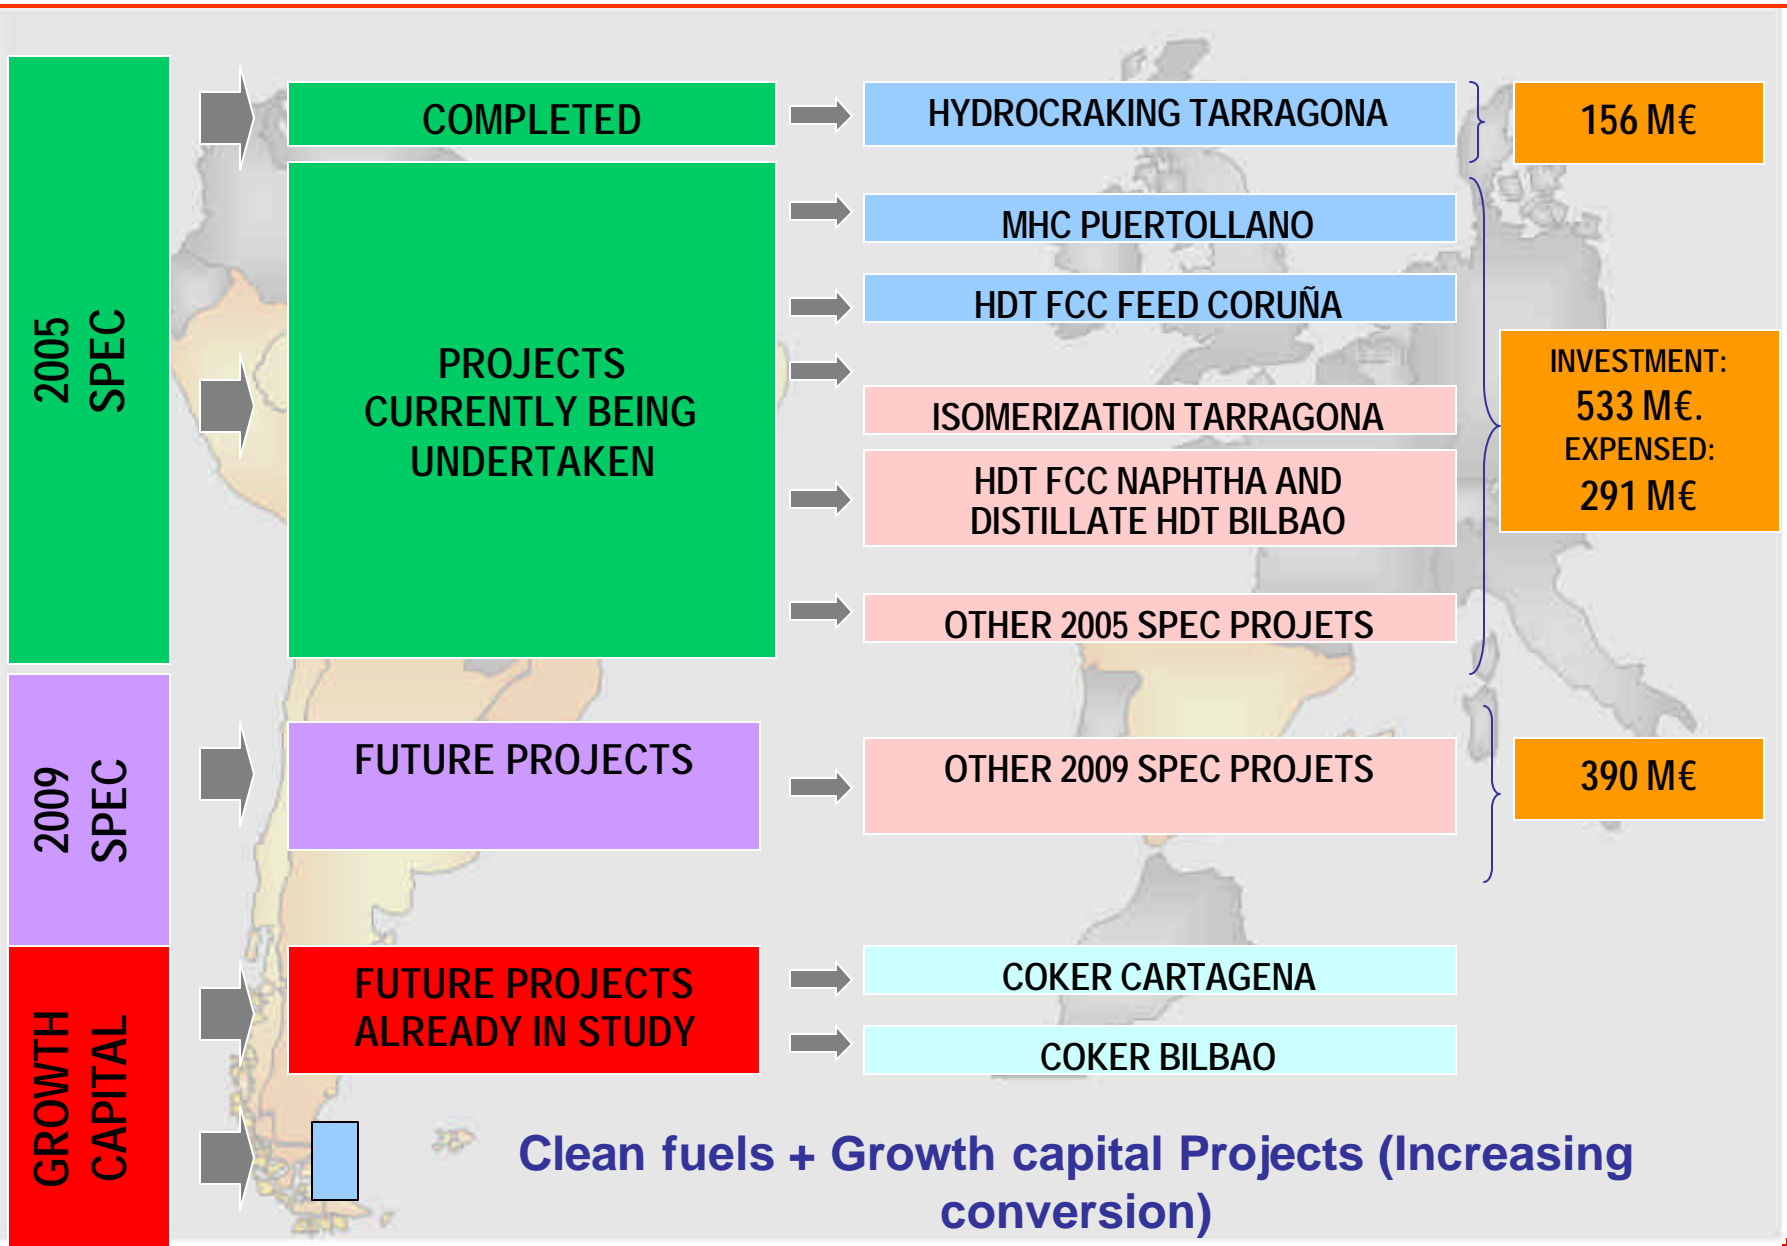 2005
SPEC
COMPLETED
HYDROCRAKING TARRAGONA
156 M€
PROJECTS
CURRENTLY BEING
UNDERTAKEN
MHC PUERTOLLANO
HDT FCC FEED CORUÑA
ISOMERIZATION TARRAGONA
HDT FCC NAPHTHA AND
DISTILLATE HDT BILBAO
OTHER 2005 SPEC PROJETS
INVESTMENT:
533 M€.
EXPENSED:
291 M€
2009
SPEC
FUTURE PROJECTS
OTHER 2009 SPEC PROJETS
390 M€
GROWTH
CAPITAL
FUTURE PROJECTS
ALREADY IN STUDY
COKER CARTAGENA
COKER BILBAO
Clean fuels + Growth capital Projects (Increasing
conversion)